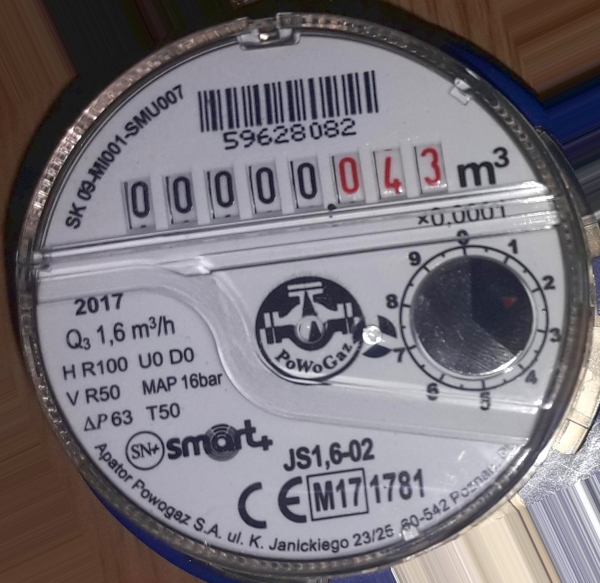 SK 09-MI001-SMU007
59628082
00000043 m³
×0,0001
0 1 2 3 4 5 6 7 8 9
2017
Q₃ 1,6 m³/h
H R100 U0 D0
V R50 MAP 16bar
ΔP 63 T50
PoWoGaz
SN+ smart+
JS1,6-02
CE M17 1781
Apator Powogaz S.A. ul. K. Janickiego 23/25 60-542